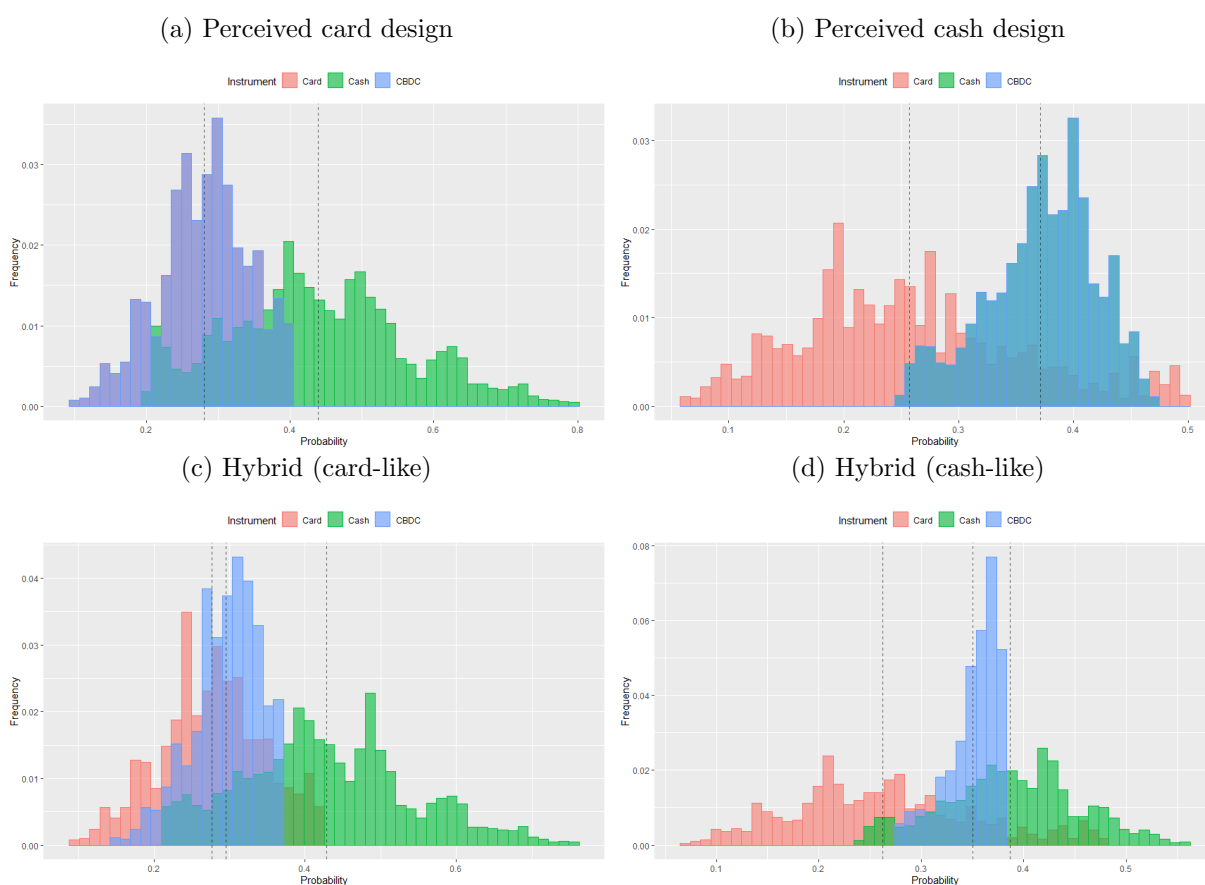 (a) Perceived card design
Instrument Card Cash CBDC
Frequency
0.03
0.02
0.01
0.00
0.2 0.4 0.6 0.8
Probability
(b) Perceived cash design
Instrument Card Cash CBDC
Frequency
0.03
0.02
0.01
0.00
0.1 0.2 0.3 0.4 0.5
Probability
(c) Hybrid (card-like)
Instrument Card Cash CBDC
Frequency
0.04
0.03
0.02
0.01
0.00
0.2 0.4 0.6
Probability
(d) Hybrid (cash-like)
Instrument Card Cash CBDC
Frequency
0.08
0.06
0.04
0.02
0.00
0.1 0.2 0.3 0.4 0.5
Probability